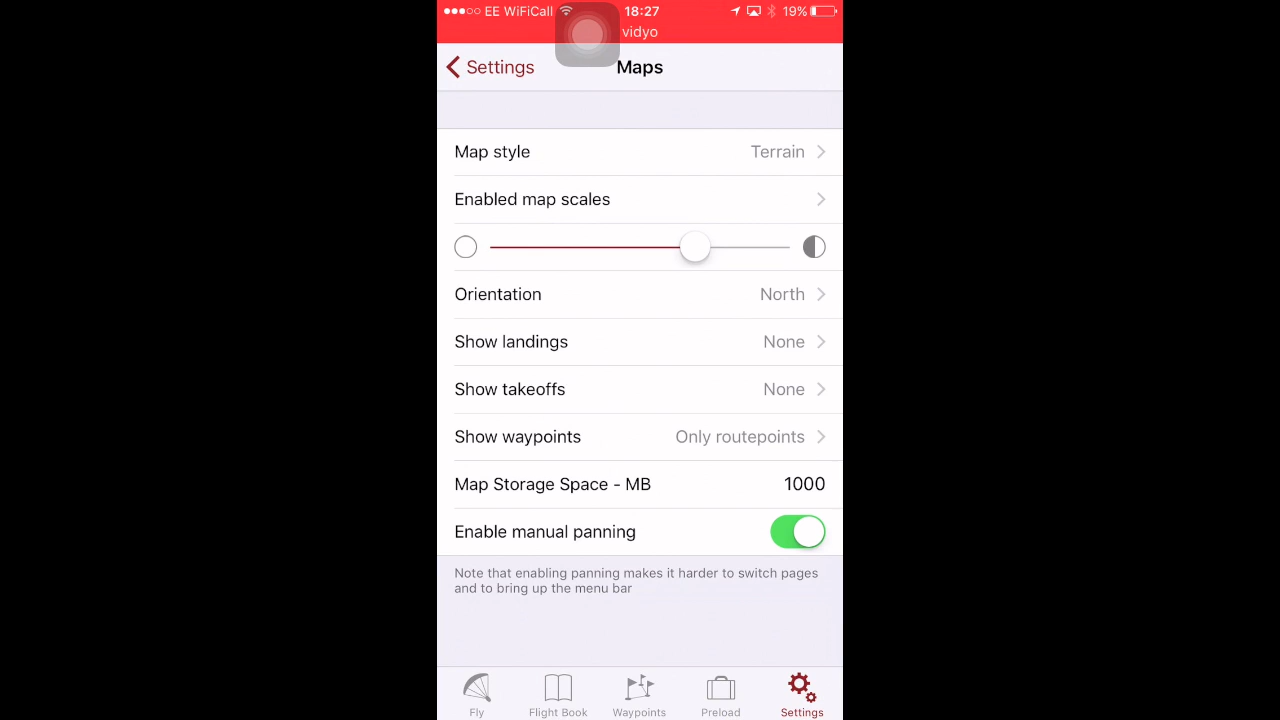 EE WiFiCall 18:27 19%
vidyo
Settings Maps
Map style Terrain
Enabled map scales
Orientation North
Show landings None
Show takeoffs None
Show waypoints Only routepoints
Map Storage Space - MB 1000
Enable manual panning
Note that enabling panning makes it harder to switch pages
and to bring up the menu bar
Fly Flight Book Waypoints Preload Settings